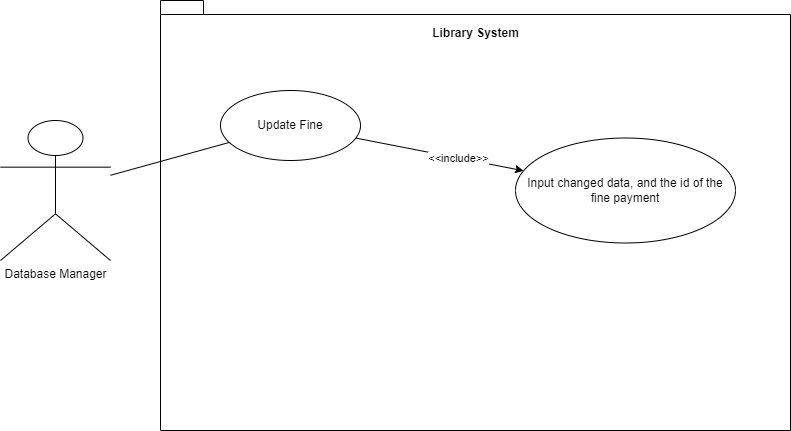 Library System
Update Fine
<<include>>
Input changed data, and the id of the
fine payment
Database Manager